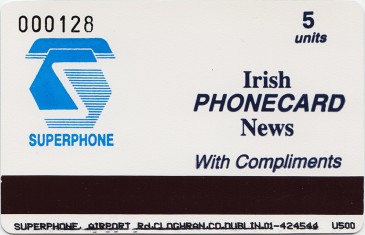 000128
5
units
SUPERPHONE
Irish
PHONECARD
News
With Compliments
SUPERPHONE, AIRPORT Rd.CLOGHRAN.CO.DUBLIN.01-424544 U500